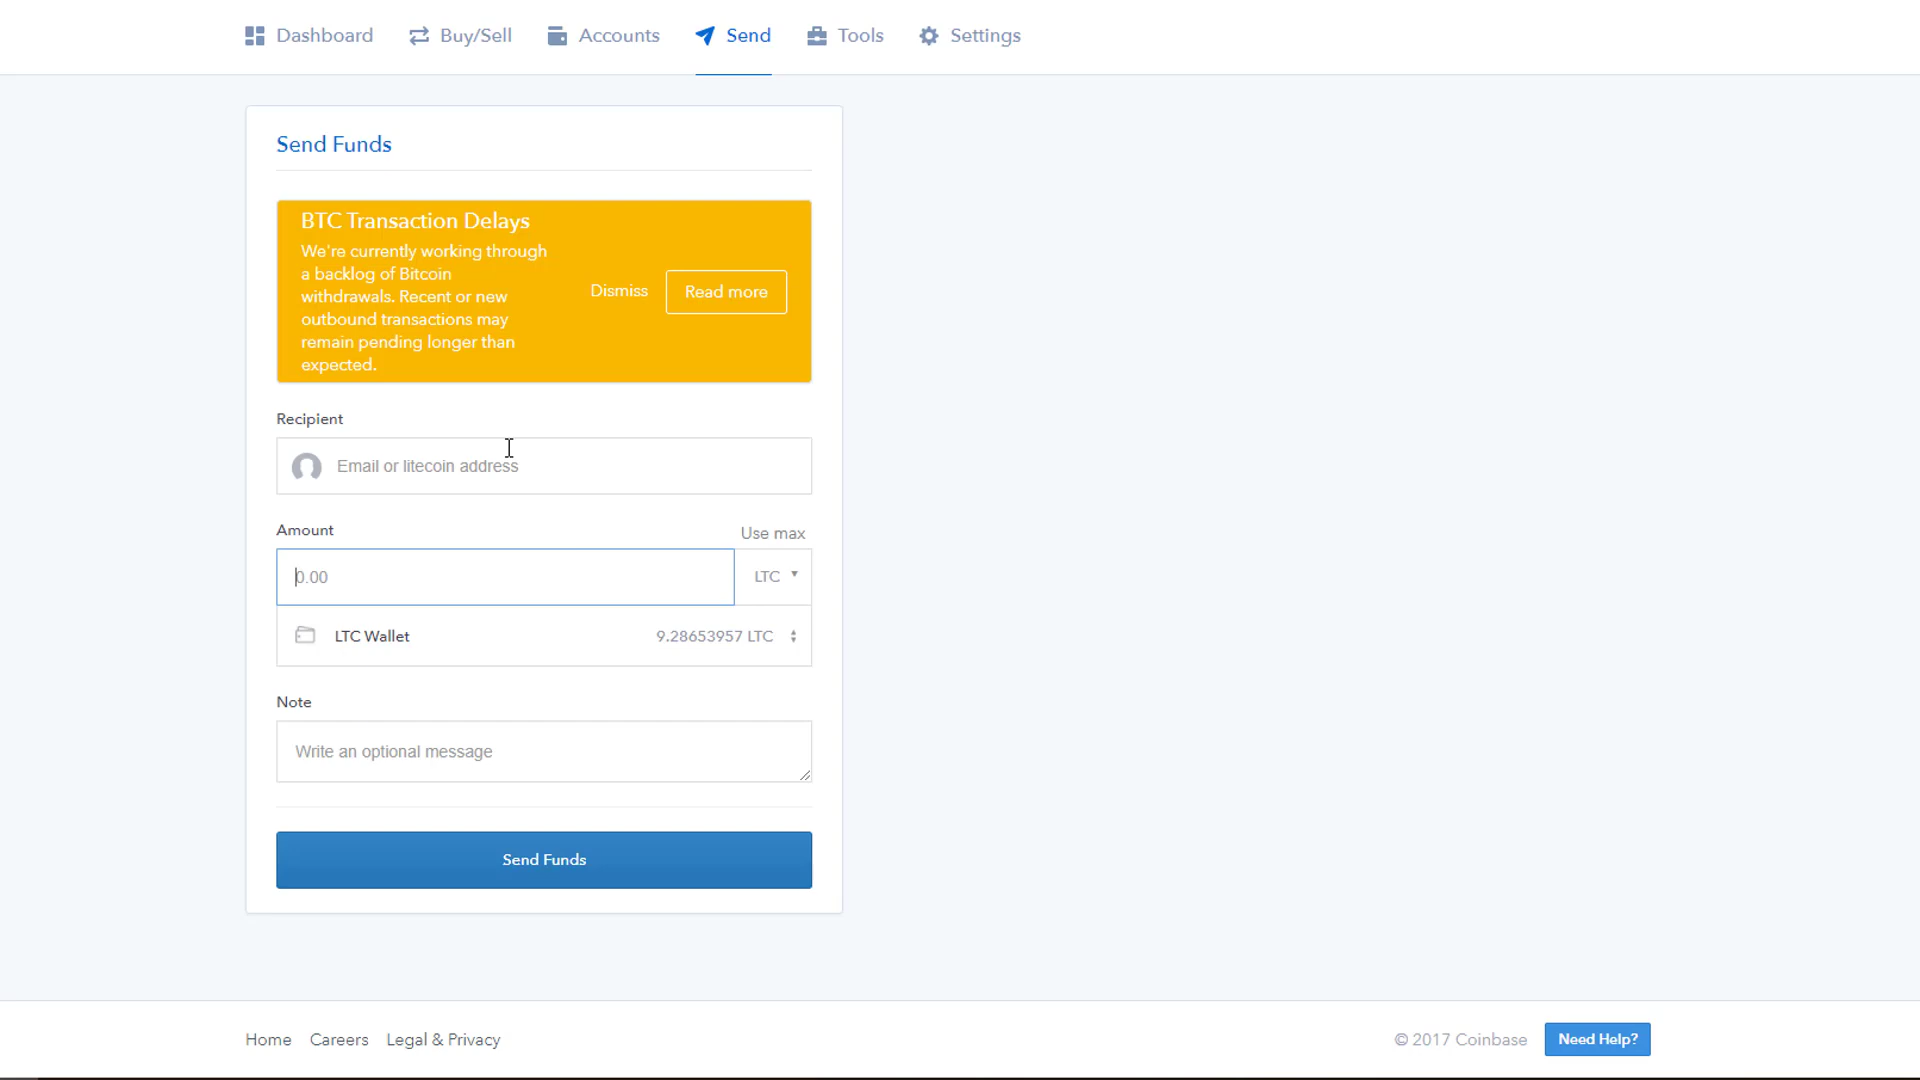 Dashboard Buy/Sell Accounts Send Tools Settings
Send Funds
BTC Transaction Delays
We're currently working through
a backlog of Bitcoin
withdrawals. Recent or new
outbound transactions may
remain pending longer than
expected.
Dismiss Read more
Recipient
Email or litecoin address
Amount Use max
0.00 LTC
LTC Wallet 9.28653957 LTC
Note
Write an optional message
Send Funds
Home Careers Legal & Privacy © 2017 Coinbase Need Help?